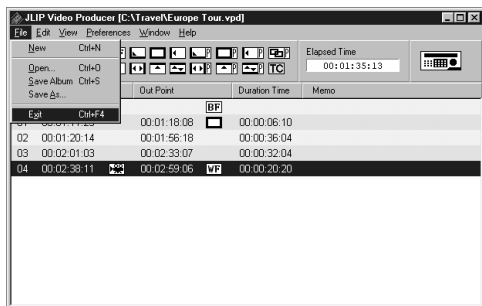 JLIP Video Producer [C:\Travel\Europe Tour.vpd]
File Edit View Preferences Window Help
New Ctrl+N
Open... Ctrl+O
Save Album Ctrl+S
Save As...
Exit Ctrl+F4
P P P P
P P P TC
Elapsed Time
00:01:35:13
Out Point Duration Time Memo
BF
00:01:18:08 00:00:06:10
02 00:01:20:14 00:01:56:18 00:00:36:04
03 00:02:01:03 00:02:33:07 00:00:32:04
04 00:02:38:11 00:02:59:06 WF 00:00:20:20